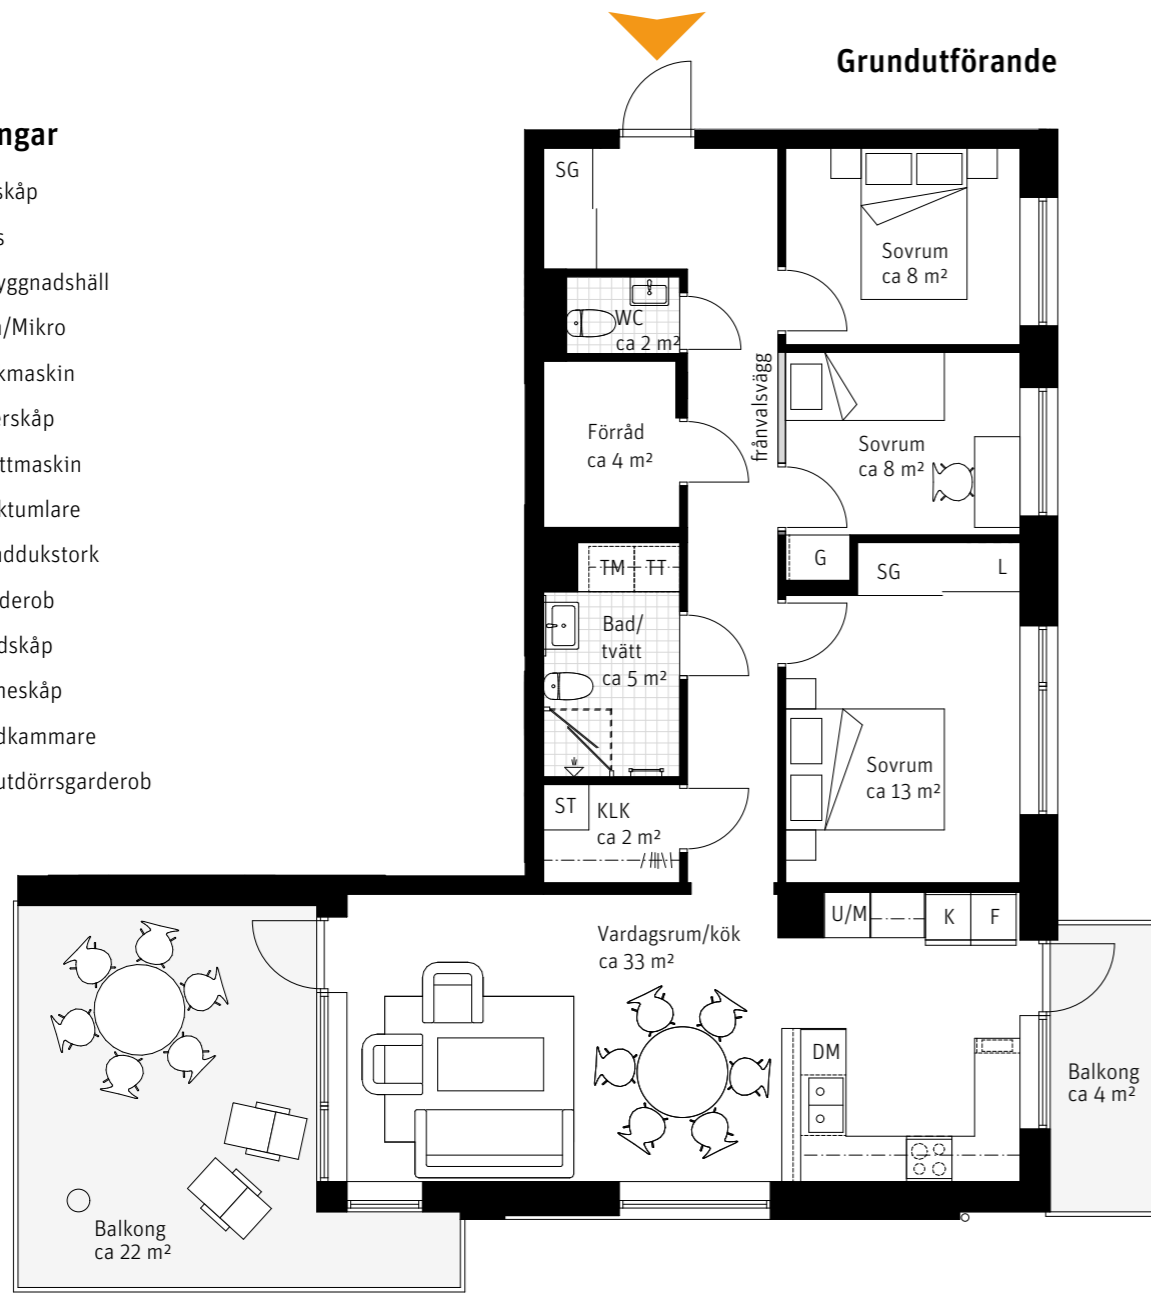 Grundutförande
ngar
skåp
s
yggnadshäll
n/Mikro
kmaskin
erskåp
ttmaskin
ktumlare
addukstork
derob
dskåp
neskåp
dkammare
utdörrsgarderob
SG
Sovrum
ca 8 m²
WC
ca 2 m²
frånvalsvägg
Förråd
ca 4 m²
Sovrum
ca 8 m²
G
SG
L
TM
TT
Bad/
tvätt
ca 5 m²
Sovrum
ca 13 m²
ST
KLK
ca 2 m²
U/M
K
F
Vardagsrum/kök
ca 33 m²
DM
Balkong
ca 4 m²
Balkong
ca 22 m²